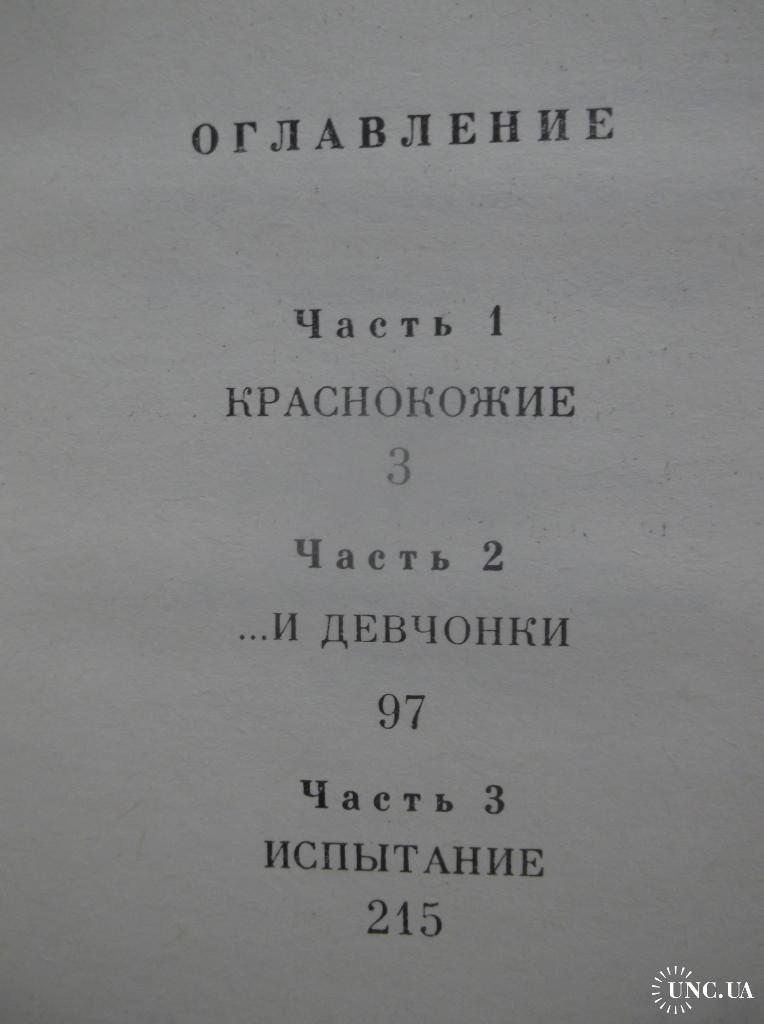 ОГЛАВЛЕНИЕ
Часть 1
КРАСНОКОЖИЕ
3
Часть 2
...И ДЕВЧОНКИ
97
Часть 3
ИСПЫТАНИЕ
215
UNC.UA